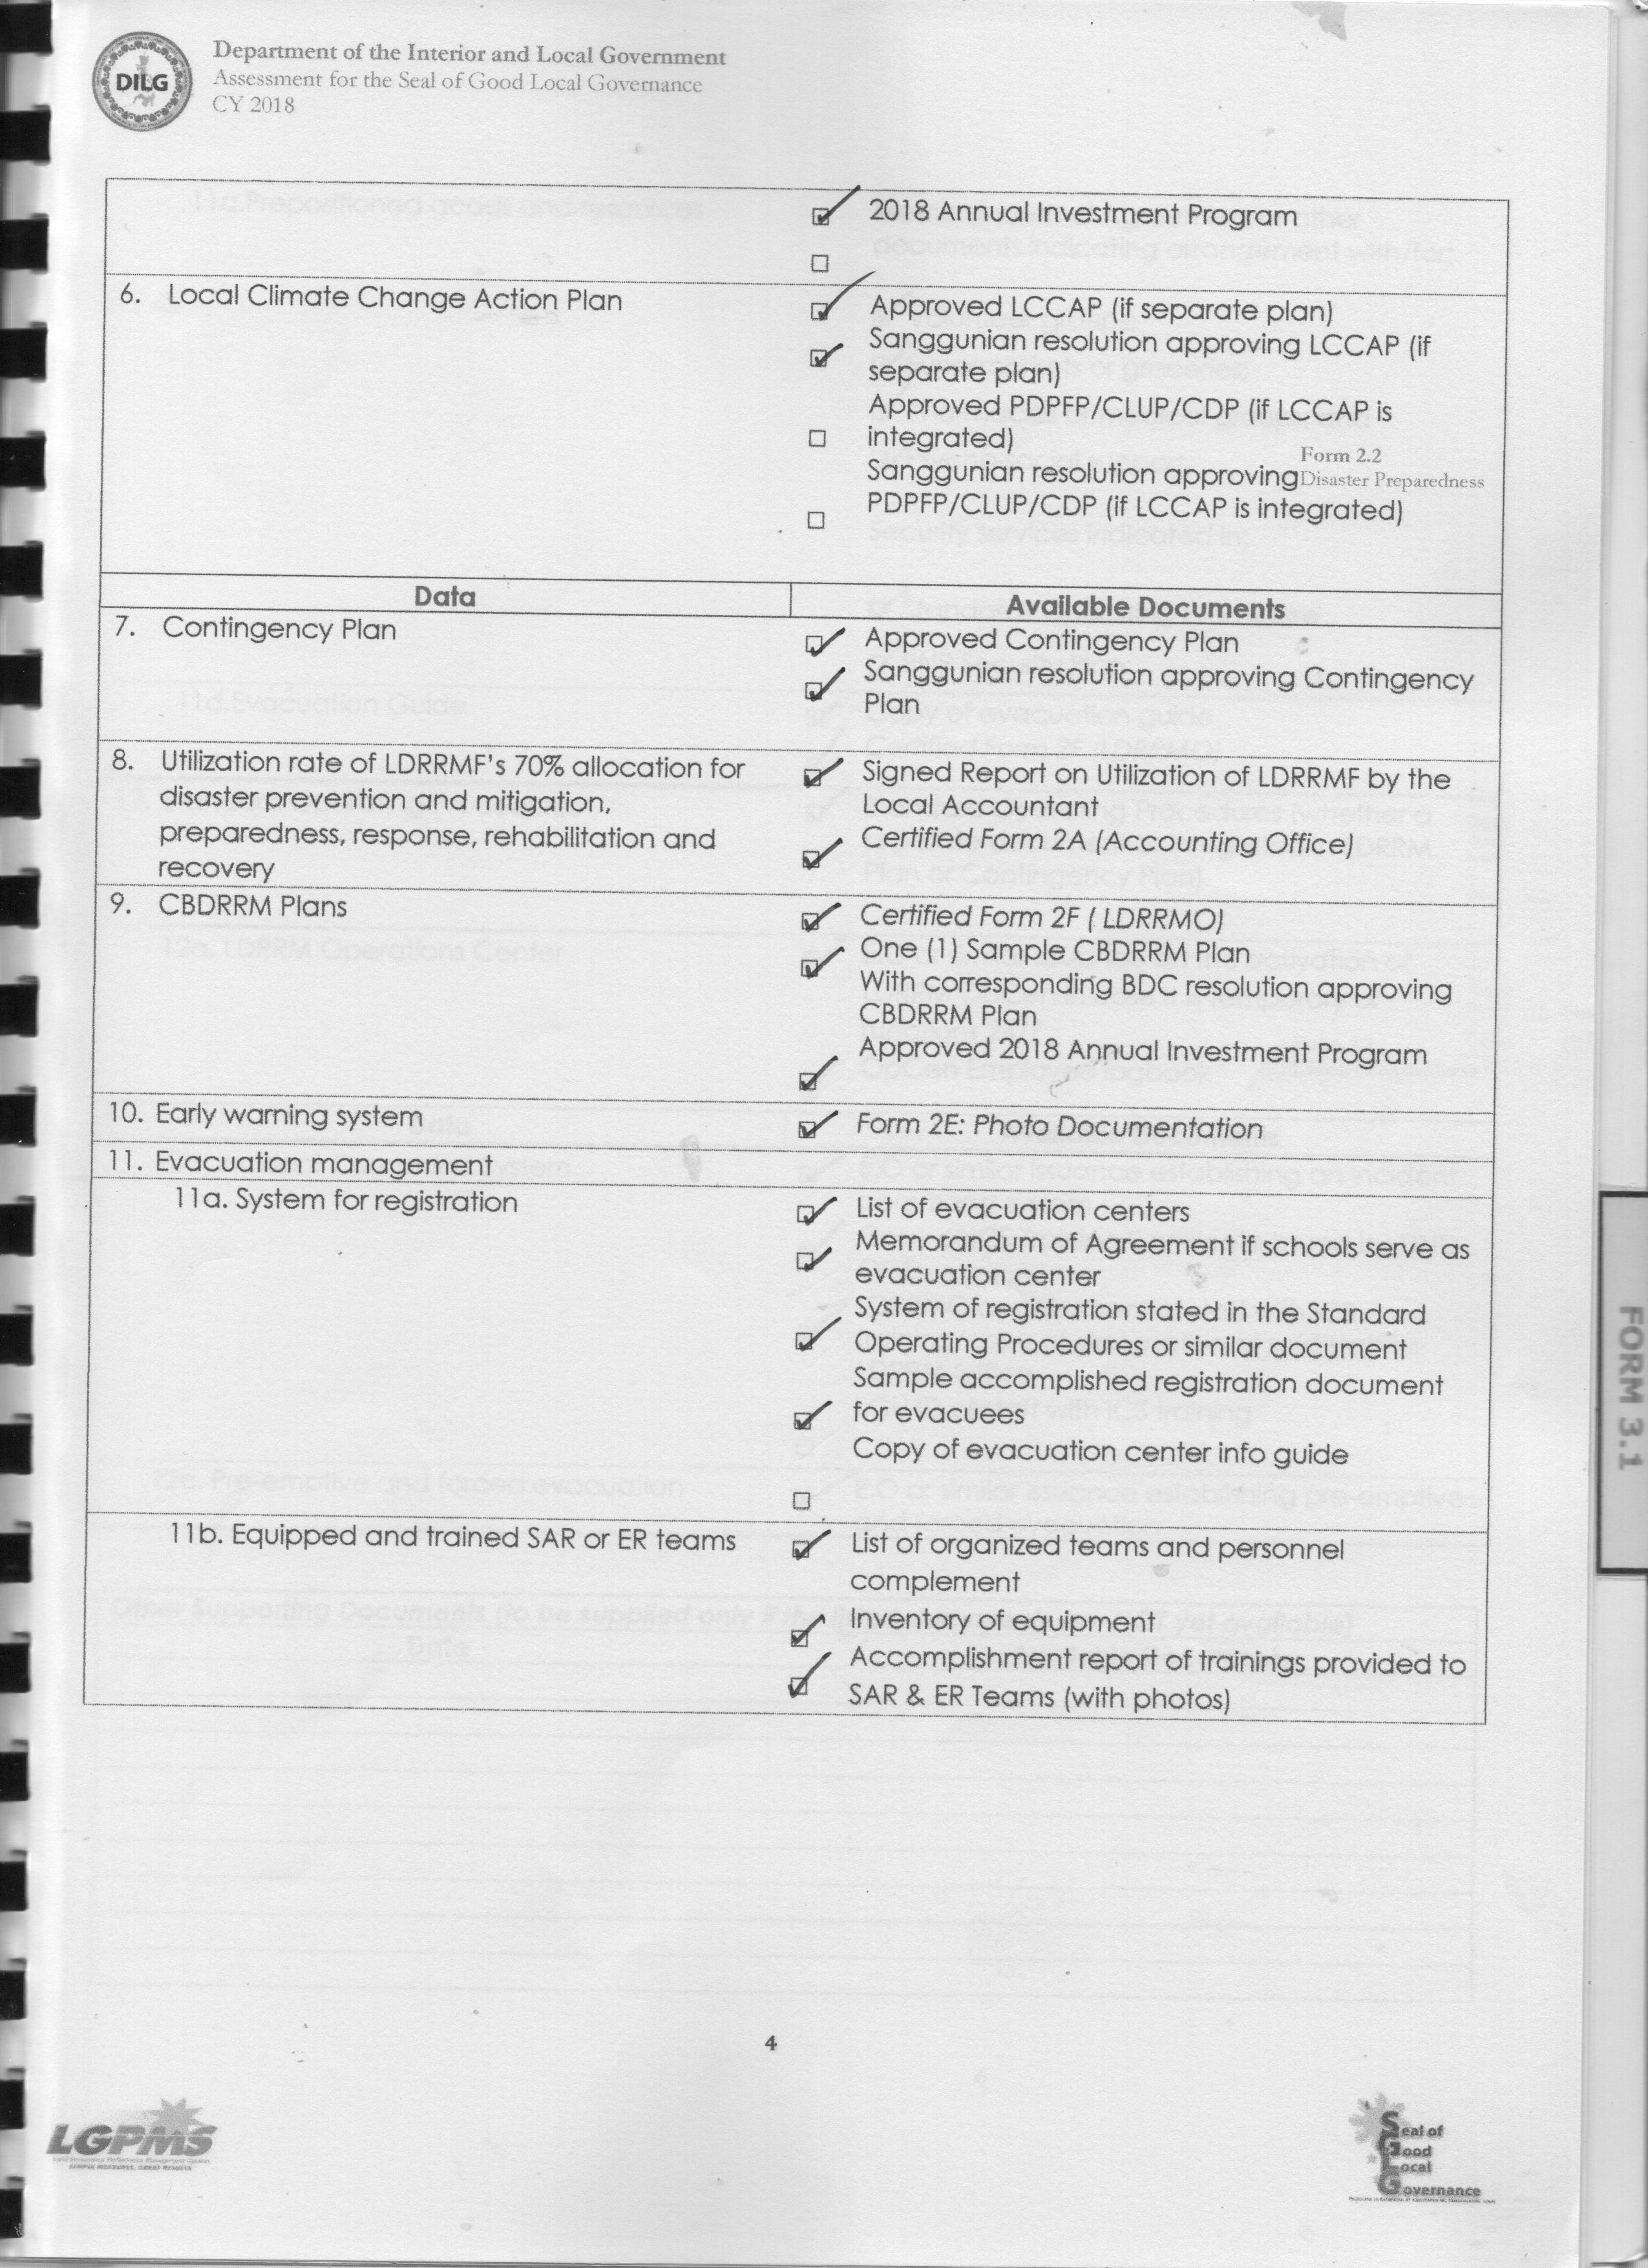 DILG
Department of the Interior and Local Government
Assessment for the Seal of Good Local Governance
CY 2018
☑ 2018 Annual Investment Program
☐
6. Local Climate Change Action Plan
☑ Approved LCCAP (if separate plan)
☑ Sanggunian resolution approving LCCAP (if
separate plan)
Approved PDPFP/CLUP/CDP (if LCCAP is
☐ integrated)
Form 2.2
Sanggunian resolution approving
Disaster Preparedness
☐ PDPFP/CLUP/CDP (if LCCAP is integrated)
Data
Available Documents
7. Contingency Plan
☑ Approved Contingency Plan
☑ Sanggunian resolution approving Contingency
Plan
8. Utilization rate of LDRRMF's 70% allocation for
disaster prevention and mitigation,
preparedness, response, rehabilitation and
recovery
☑ Signed Report on Utilization of LDRRMF by the
Local Accountant
☑ Certified Form 2A (Accounting Office)
9. CBDRRM Plans
☑ Certified Form 2F ( LDRRMO)
☑ One (1) Sample CBDRRM Plan
With corresponding BDC resolution approving
CBDRRM Plan
☑ Approved 2018 Annual Investment Program
10. Early warning system
☑ Form 2E: Photo Documentation
11. Evacuation management
11a. System for registration
☑ List of evacuation centers
☑ Memorandum of Agreement if schools serve as
evacuation center
System of registration stated in the Standard
☑ Operating Procedures or similar document
Sample accomplished registration document
☑ for evacuees
Copy of evacuation center info guide
☐
11b. Equipped and trained SAR or ER teams
☑ List of organized teams and personnel
complement
☑ Inventory of equipment
Accomplishment report of trainings provided to
☑ SAR & ER Teams (with photos)
FORM 3.1
4
LGPMS
SIMPLE MEASURES, GREAT RESULTS
Seal of
Good
Local
Governance